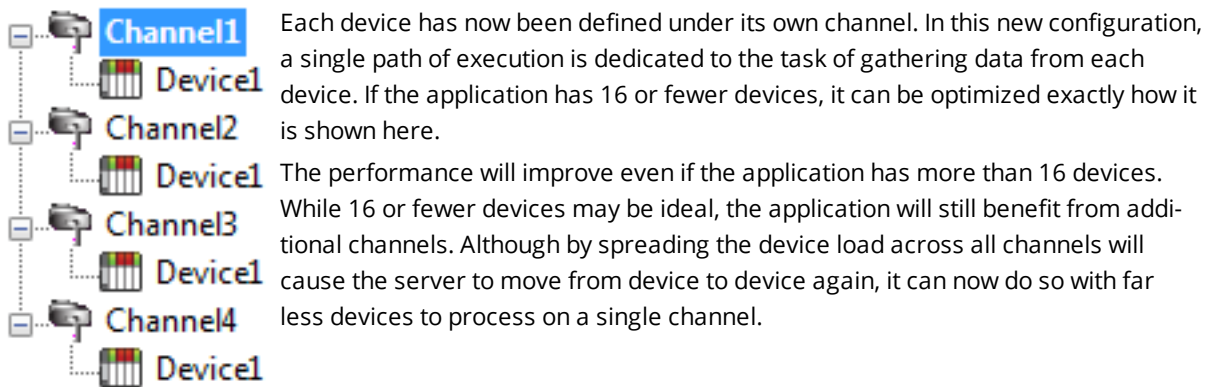 Channel1
Device1
Channel2
Device1
Channel3
Device1
Channel4
Device1
Each device has now been defined under its own channel. In this new configuration,
a single path of execution is dedicated to the task of gathering data from each
device. If the application has 16 or fewer devices, it can be optimized exactly how it
is shown here.
The performance will improve even if the application has more than 16 devices.
While 16 or fewer devices may be ideal, the application will still benefit from addi-
tional channels. Although by spreading the device load across all channels will
cause the server to move from device to device again, it can now do so with far
less devices to process on a single channel.